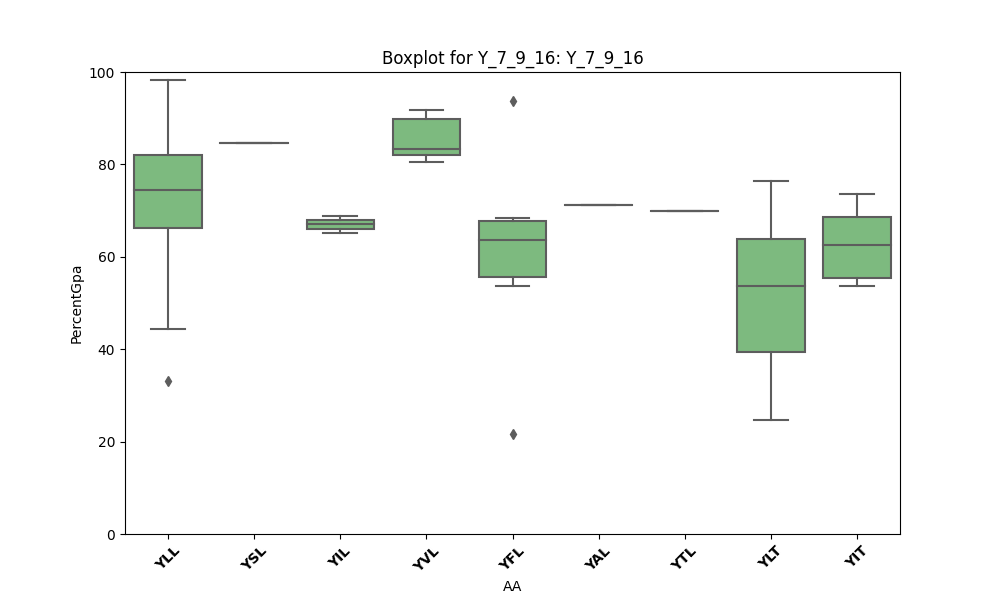 Boxplot for Y_7_9_16: Y_7_9_16
100
80
60
40
20
0
PercentGpa
YLL YSL YIL YVL YFL YAL YTL YLT YIT
AA